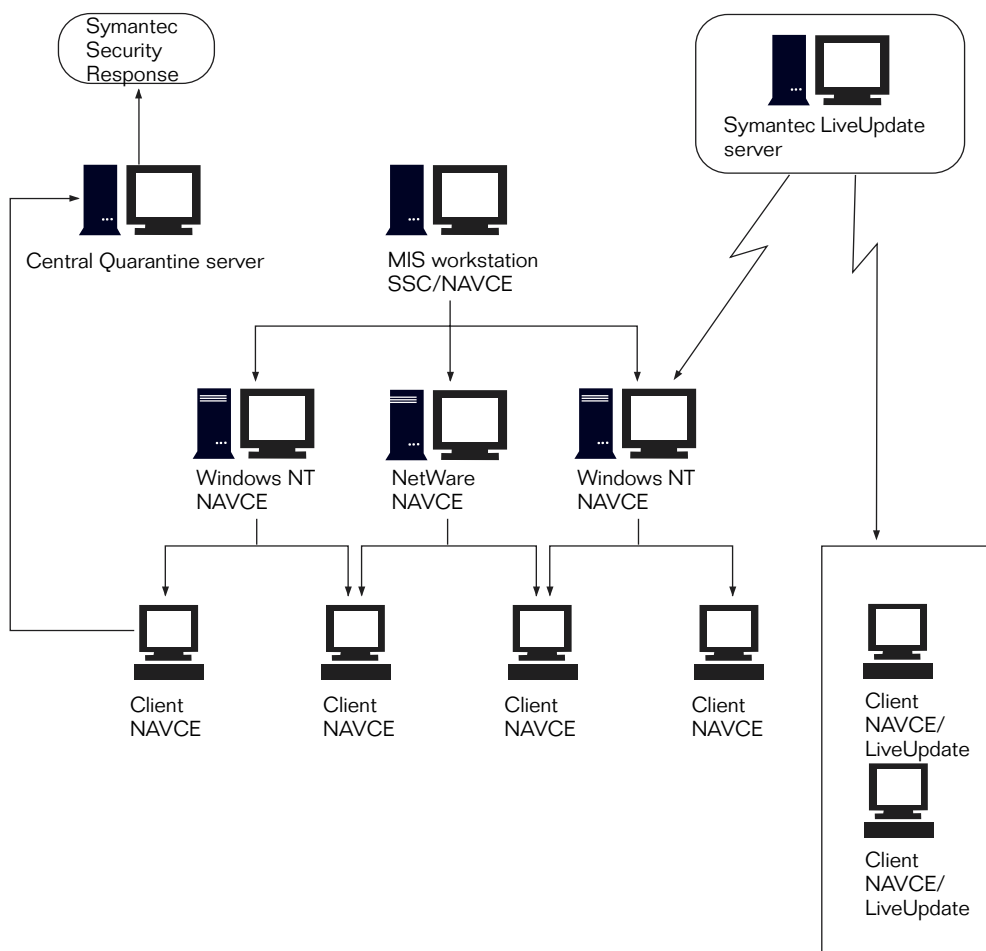 Symantec
Security
Response
Symantec LiveUpdate
server
Central Quarantine server
MIS workstation
SSC/NAVCE
Windows NT
NAVCE
NetWare
NAVCE
Windows NT
NAVCE
Client
NAVCE
Client
NAVCE
Client
NAVCE
Client
NAVCE
Client
NAVCE/
LiveUpdate
Client
NAVCE/
LiveUpdate